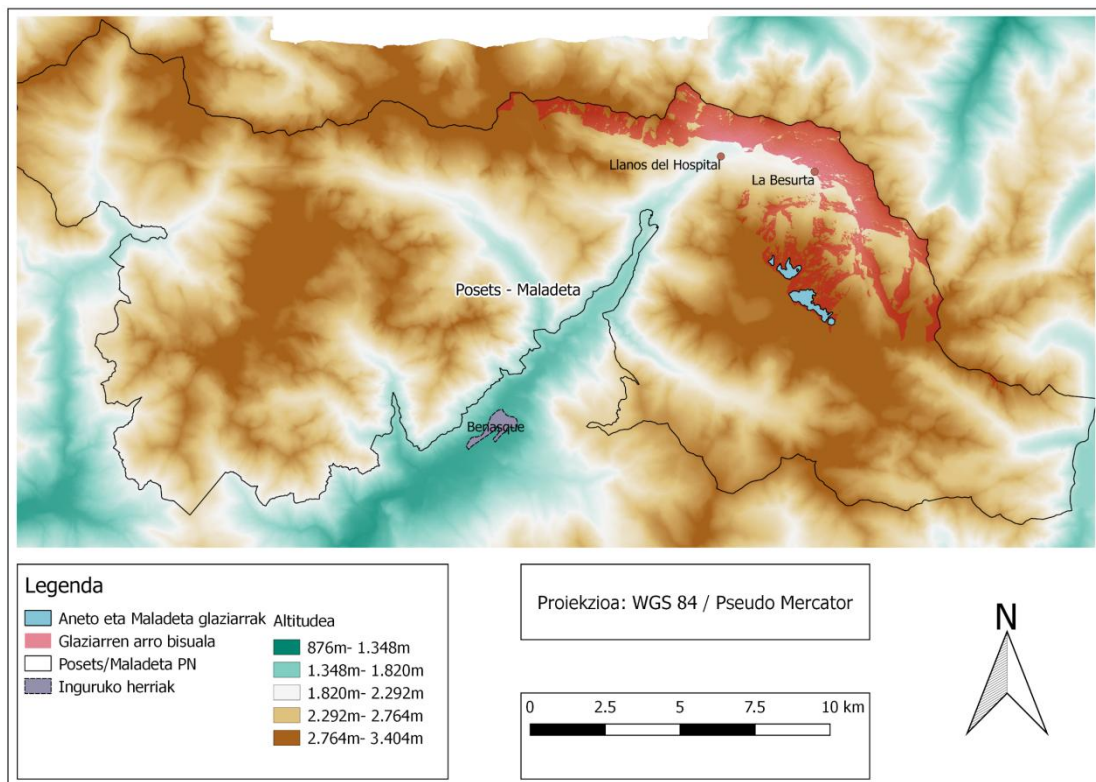 Llanos del Hospital
La Besurta
Posets - Maladeta
Benasque
Legenda
Aneto eta Maladeta glaziarrak
Glaziarren arro bisuala
Posets/Maladeta PN
Inguruko herriak
Altitudea
876m- 1.348m
1.348m- 1.820m
1.820m- 2.292m
2.292m- 2.764m
2.764m- 3.404m
Proiekzioa: WGS 84 / Pseudo Mercator
0 2.5 5 7.5 10 km
N